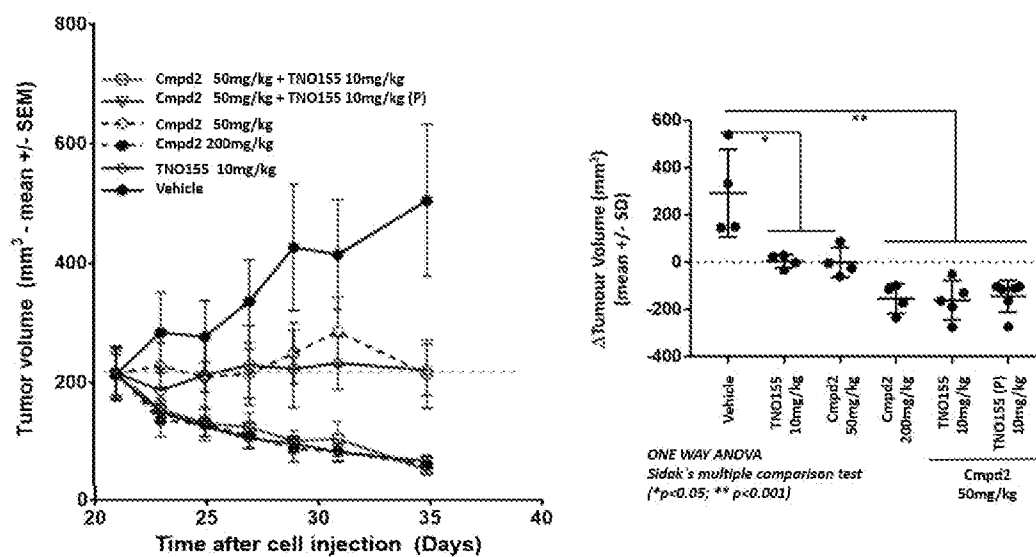 800
600
400
200
0
20
25
30
35
40
Tumor volume (mm³ - mean +/- SEM)
Time after cell injection (Days)
Cmpd2 50mg/kg + TNO155 10mg/kg
Cmpd2 50mg/kg + TNO155 10mg/kg (P)
Cmpd2 50mg/kg
Cmpd2 200mg/kg
TNO155 10mg/kg
Vehicle
ΔTumour Volume (mm³)
(mean +/- SD)
600
400
200
0
-200
-400
**
*
Vehicle
TNO155
10mg/kg
Cmpd2
50mg/kg
Cmpd2
200mg/kg
TNO155
10mg/kg
TNO155 (P)
10mg/kg
Cmpd2
50mg/kg
ONE WAY ANOVA
Sidak's multiple comparison test
(*p<0.05; ** p<0.001)